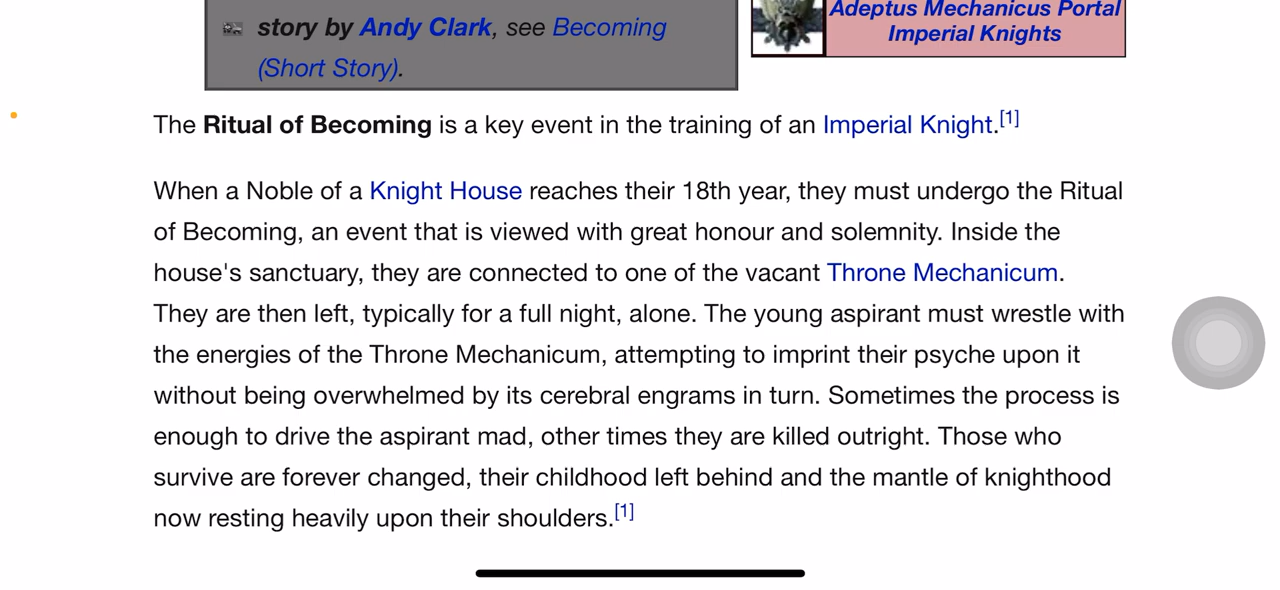 story by Andy Clark, see Becoming
(Short Story).
Adeptus Mechanicus Portal
Imperial Knights
The Ritual of Becoming is a key event in the training of an Imperial Knight.[1]
When a Noble of a Knight House reaches their 18th year, they must undergo the Ritual
of Becoming, an event that is viewed with great honour and solemnity. Inside the
house's sanctuary, they are connected to one of the vacant Throne Mechanicum.
They are then left, typically for a full night, alone. The young aspirant must wrestle with
the energies of the Throne Mechanicum, attempting to imprint their psyche upon it
without being overwhelmed by its cerebral engrams in turn. Sometimes the process is
enough to drive the aspirant mad, other times they are killed outright. Those who
survive are forever changed, their childhood left behind and the mantle of knighthood
now resting heavily upon their shoulders.[1]